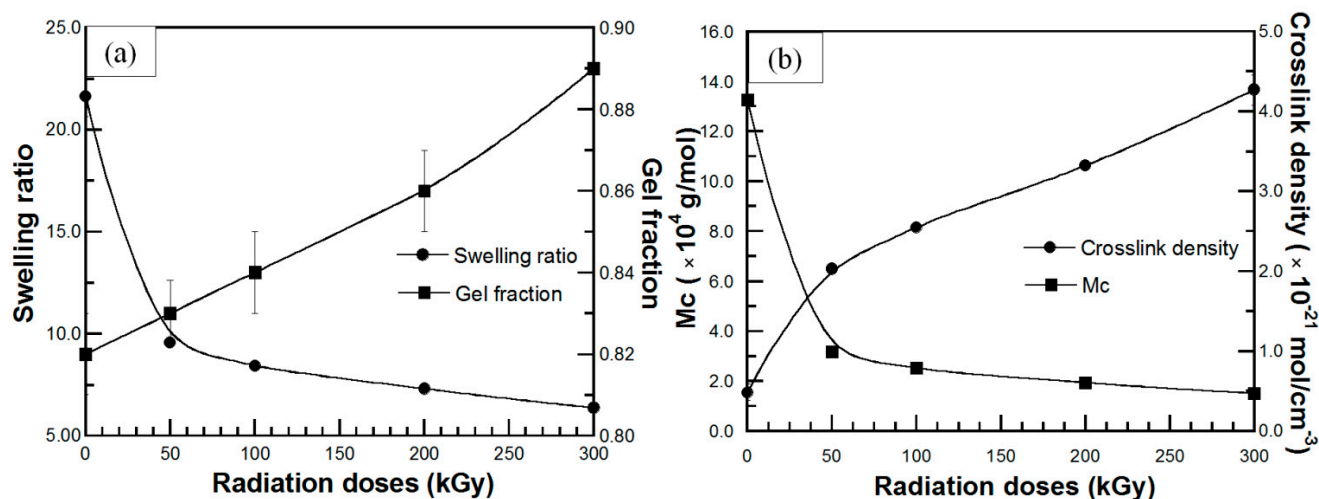 (a)
Swelling ratio
25.0
20.0
15.0
10.0
5.00
0.90
0.88
0.86
0.84
0.82
0.80
Gel fraction
Swelling ratio
Gel fraction
0 50 100 150 200 250 300
Radiation doses (kGy)
(b)
Mc ( × 10⁴ g/mol)
16.0
14.0
12.0
10.0
8.0
6.0
4.0
2.0
0.0
5.0
4.0
3.0
2.0
1.0
0.0
Crosslink density ( × 10⁻²¹ mol/cm⁻³)
Crosslink density
Mc
0 50 100 150 200 250 300
Radiation doses (kGy)